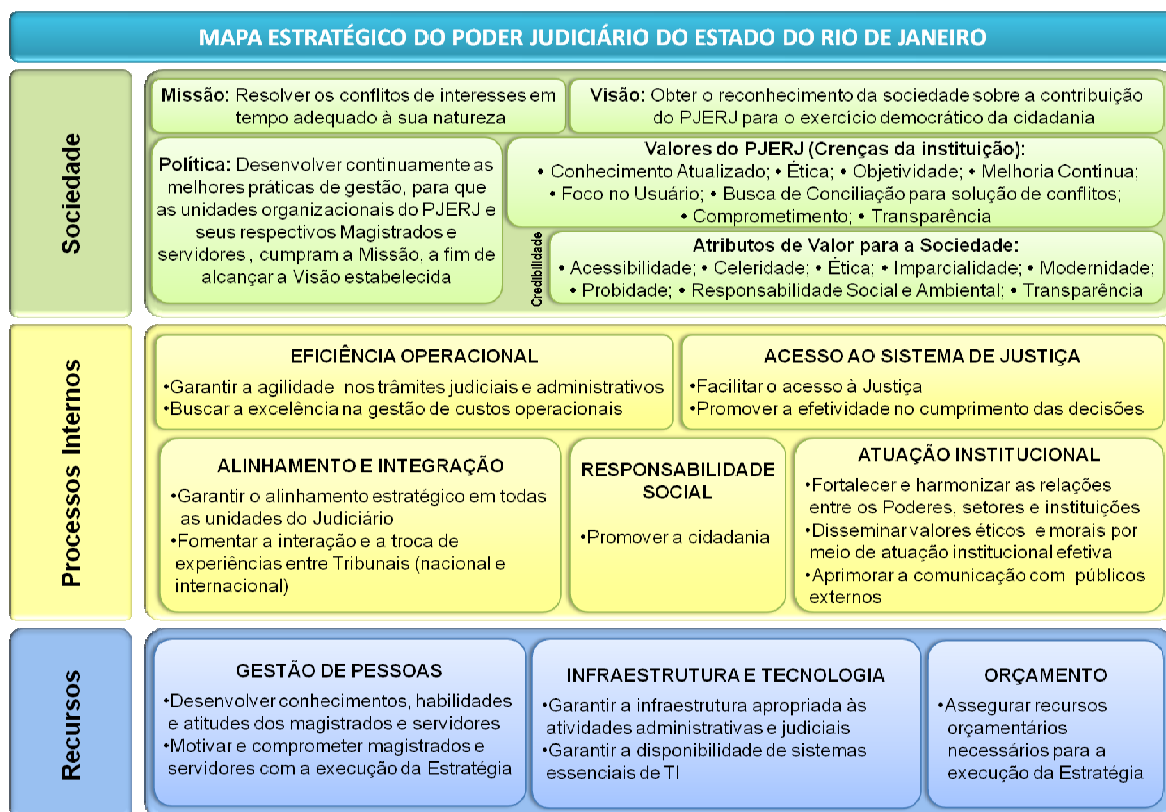 MAPA ESTRATÉGICO DO PODER JUDICIÁRIO DO ESTADO DO RIO DE JANEIRO
Sociedade
Missão: Resolver os conflitos de interesses em
tempo adequado à sua natureza
Visão: Obter o reconhecimento da sociedade sobre a contribuição
do PJERJ para o exercício democrático da cidadania
Política: Desenvolver continuamente as
melhores práticas de gestão, para que
as unidades organizacionais do PJERJ e
seus respectivos Magistrados e
servidores , cumpram a Missão, a fim de
alcançar a Visão estabelecida
Valores do PJERJ (Crenças da instituição):
• Conhecimento Atualizado; • Ética; • Objetividade; • Melhoria Continua;
• Foco no Usuário; • Busca de Conciliação para solução de conflitos;
• Comprometimento; • Transparência
Credibilidade
Atributos de Valor para a Sociedade:
• Acessibilidade; • Celeridade; • Ética; • Imparcialidade; • Modernidade;
• Probidade; • Responsabilidade Social e Ambiental; • Transparência
Processos Internos
EFICIÊNCIA OPERACIONAL
•Garantir a agilidade nos trâmites judiciais e administrativos
•Buscar a excelência na gestão de custos operacionais
ACESSO AO SISTEMA DE JUSTIÇA
•Facilitar o acesso à Justiça
•Promover a efetividade no cumprimento das decisões
ALINHAMENTO E INTEGRAÇÃO
•Garantir o alinhamento estratégico em todas
as unidades do Judiciário
•Fomentar a interação e a troca de
experiências entre Tribunais (nacional e
internacional)
RESPONSABILIDADE
SOCIAL
•Promover a cidadania
ATUAÇÃO INSTITUCIONAL
•Fortalecer e harmonizar as relações
entre os Poderes, setores e instituições
•Disseminar valores éticos e morais por
meio de atuação institucional efetiva
•Aprimorar a comunicação com públicos
externos
Recursos
GESTÃO DE PESSOAS
•Desenvolver conhecimentos, habilidades
e atitudes dos magistrados e servidores
•Motivar e comprometer magistrados e
servidores com a execução da Estratégia
INFRAESTRUTURA E TECNOLOGIA
•Garantir a infraestrutura apropriada às
atividades administrativas e judiciais
•Garantir a disponibilidade de sistemas
essenciais de TI
ORÇAMENTO
•Assegurar recursos
orçamentários
necessários para a
execução da Estratégia